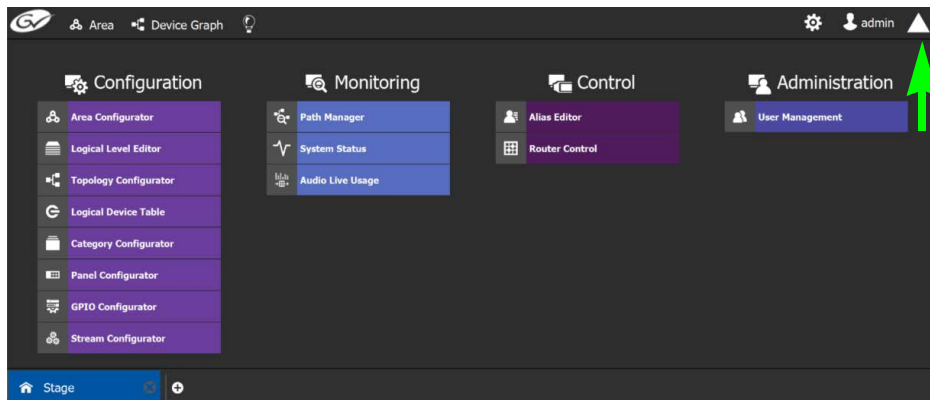 Area Device Graph admin
Configuration
Area Configurator
Logical Level Editor
Topology Configurator
Logical Device Table
Category Configurator
Panel Configurator
GPIO Configurator
Stream Configurator
Monitoring
Path Manager
System Status
Audio Live Usage
Control
Alias Editor
Router Control
Administration
User Management
Stage